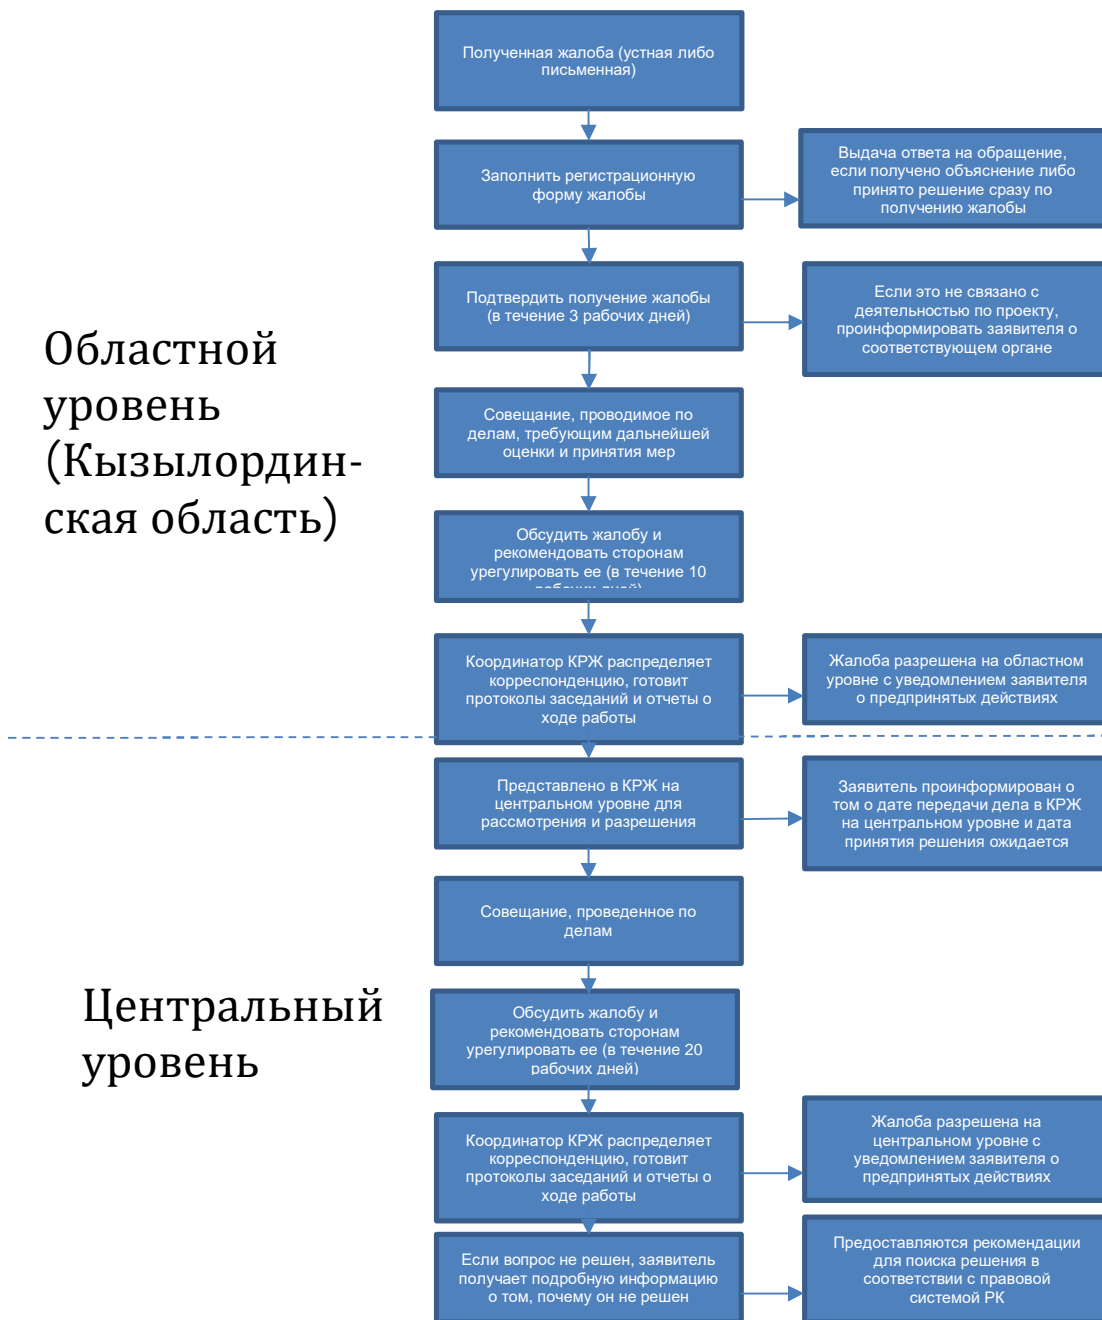 Полученная жалоба (устная либо
письменная)
Заполнить регистрационную
форму жалобы
Выдача ответа на обращение,
если получено объяснение либо
принято решение сразу по
получению жалобы
Подтвердить получение жалобы
(в течение 3 рабочих дней)
Если это не связано с
деятельностью по проекту,
проинформировать заявителя о
соответствующем органе
Областной
уровень
(Кызылордин-
ская область)
Совещание, проводимое по
делам, требующим дальнейшей
оценки и принятия мер
Обсудить жалобу и
рекомендовать сторонам
урегулировать ее (в течение 10
рабочих дней)
Координатор КРЖ распределяет
корреспонденцию, готовит
протоколы заседаний и отчеты о
ходе работы
Жалоба разрешена на областном
уровне с уведомлением заявителя
о предпринятых действиях
Представлено в КРЖ на
центральном уровне для
рассмотрения и разрешения
Заявитель проинформирован о
том о дате передачи дела в КРЖ
на центральном уровне и дата
принятия решения ожидается
Совещание, проведенное по
делам
Центральный
уровень
Обсудить жалобу и
рекомендовать сторонам
урегулировать ее (в течение 20
рабочих дней)
Координатор КРЖ распределяет
корреспонденцию, готовит
протоколы заседаний и отчеты о
ходе работы
Жалоба разрешена на
центральном уровне с
уведомлением заявителя о
предпринятых действиях
Если вопрос не решен, заявитель
получает подробную информацию
о том, почему он не решен
Предоставляются рекомендации
для поиска решения в
соответствии с правовой
системой РК